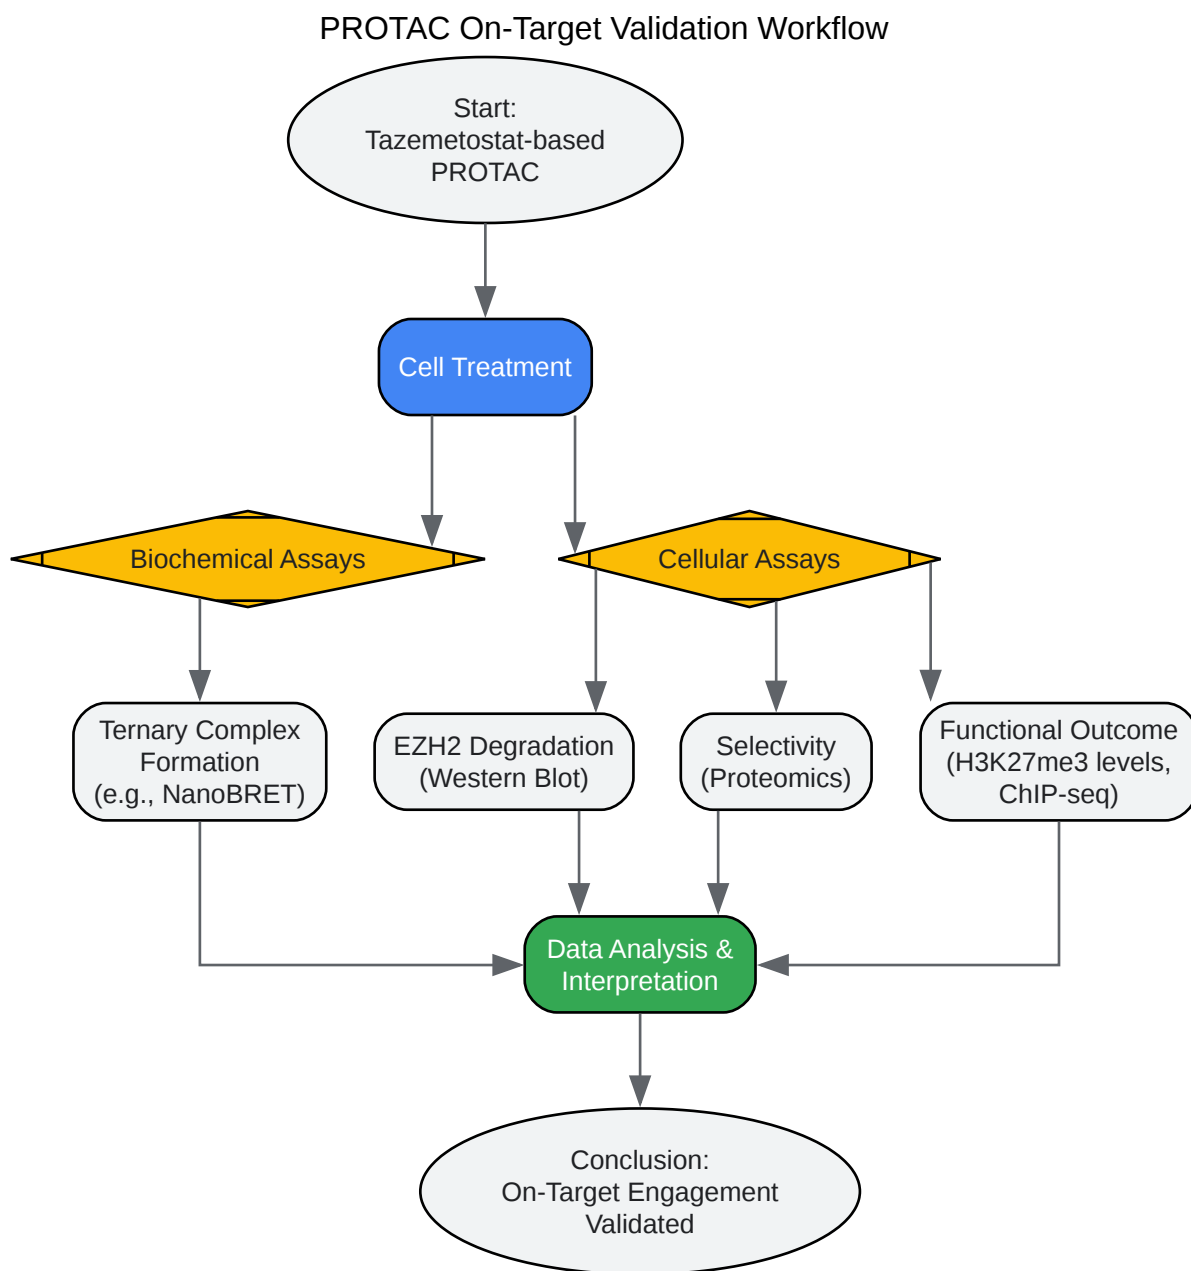 PROTAC On-Target Validation Workflow
Start:
Tazemetostat-based
PROTAC
Cell Treatment
Biochemical Assays
Cellular Assays
Ternary Complex
Formation
(e.g., NanoBRET)
EZH2 Degradation
(Western Blot)
Selectivity
(Proteomics)
Functional Outcome
(H3K27me3 levels,
ChIP-seq)
Data Analysis &
Interpretation
Conclusion:
On-Target Engagement
Validated